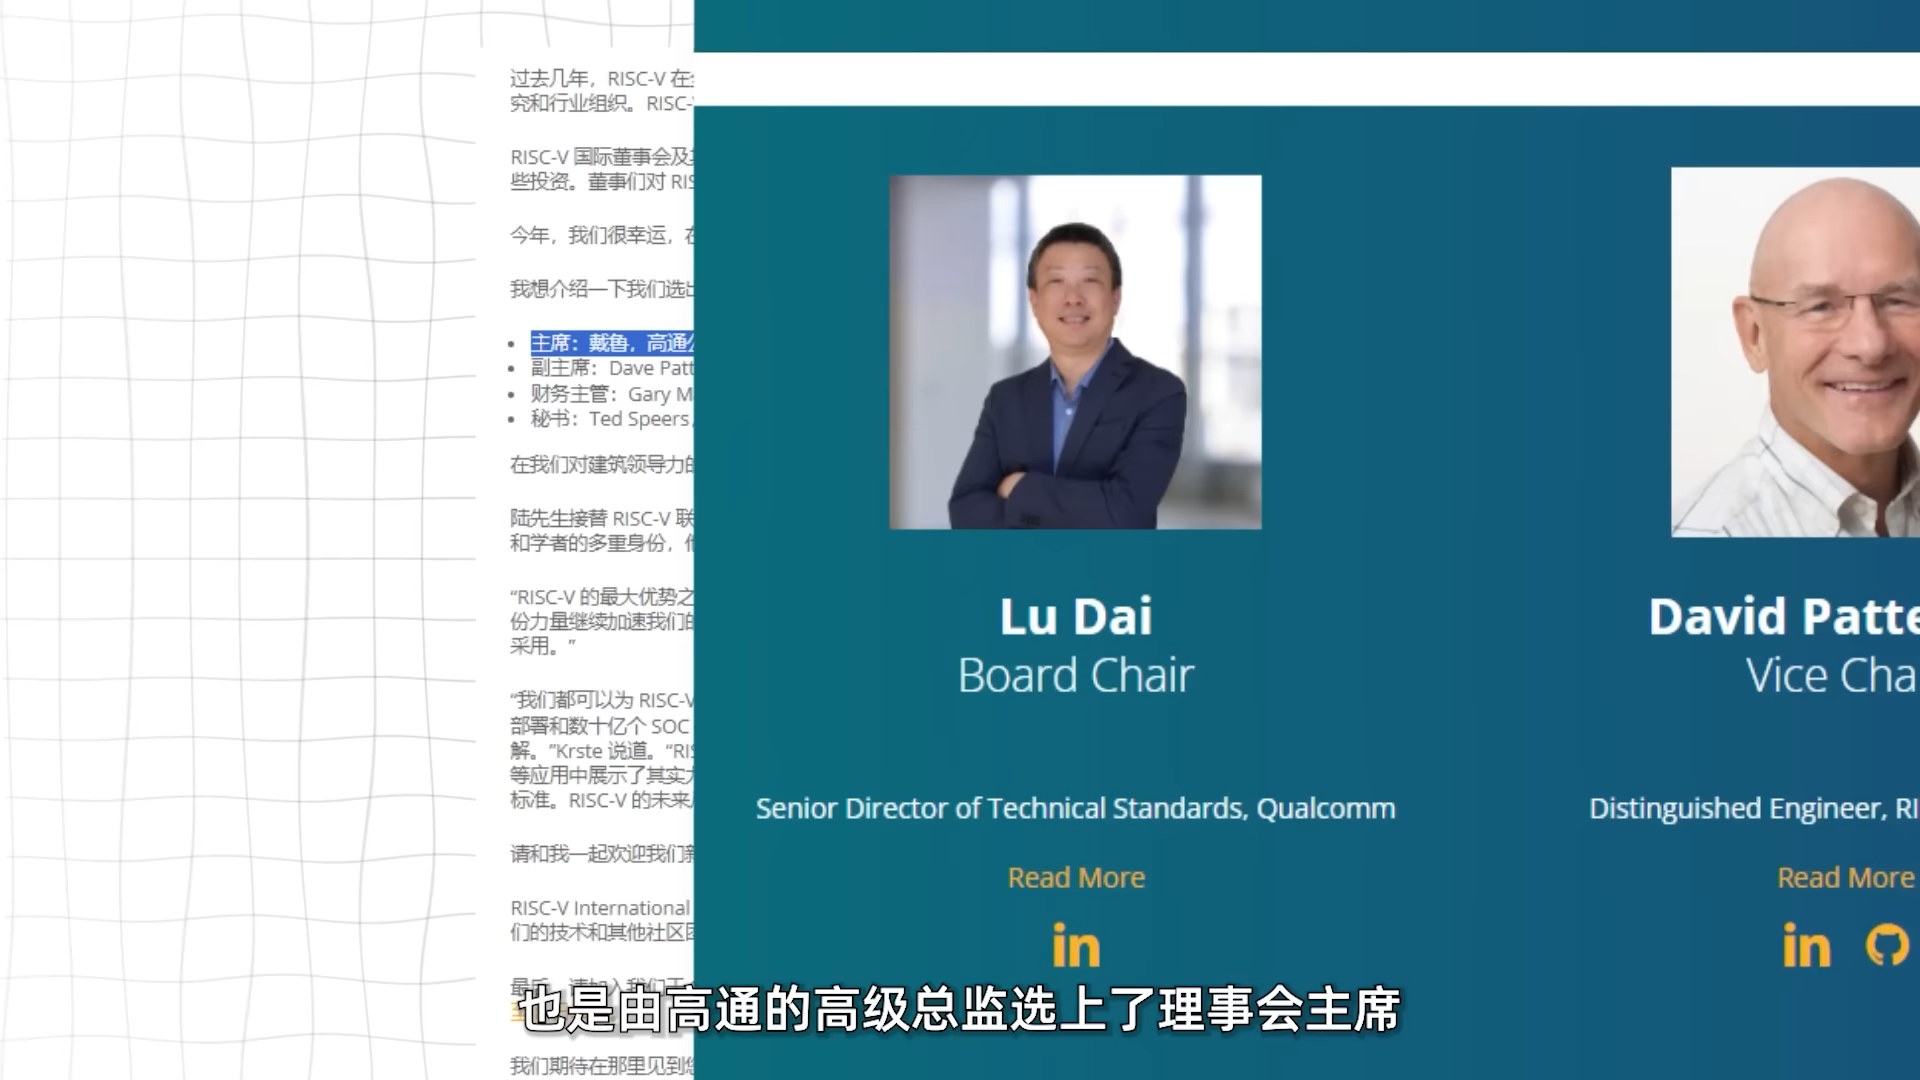 过去几年，RISC-V 在
究和行业组织。RISC-
RISC-V 国际董事会及
些投资。董事们对 RIS
今年，我们很幸运，在
我想介绍一下我们选出
主席：戴鲁，高通公
副主席：Dave Patt
财务主管：Gary M
秘书：Ted Speers,
在我们对建筑领导力的
陆先生接替 RISC-V 联
和学者的多重身份，他
“RISC-V 的最大优势之
份力量继续加速我们的
采用。”
“我们都可以为 RISC-V
部署和数十亿个 SOC
解。”Krste 说道。“RIS
等应用中展示了其实力
标准。RISC-V 的未来
请和我一起欢迎我们新
RISC-V International
们的技术和其他社区团
我们期待在那里见到您
Lu Dai
Board Chair
Senior Director of Technical Standards, Qualcomm
Read More
in
David Patte
Vice Cha
Distinguished Engineer, RI
Read More
in
也是由高通的高级总监选上了理事会主席